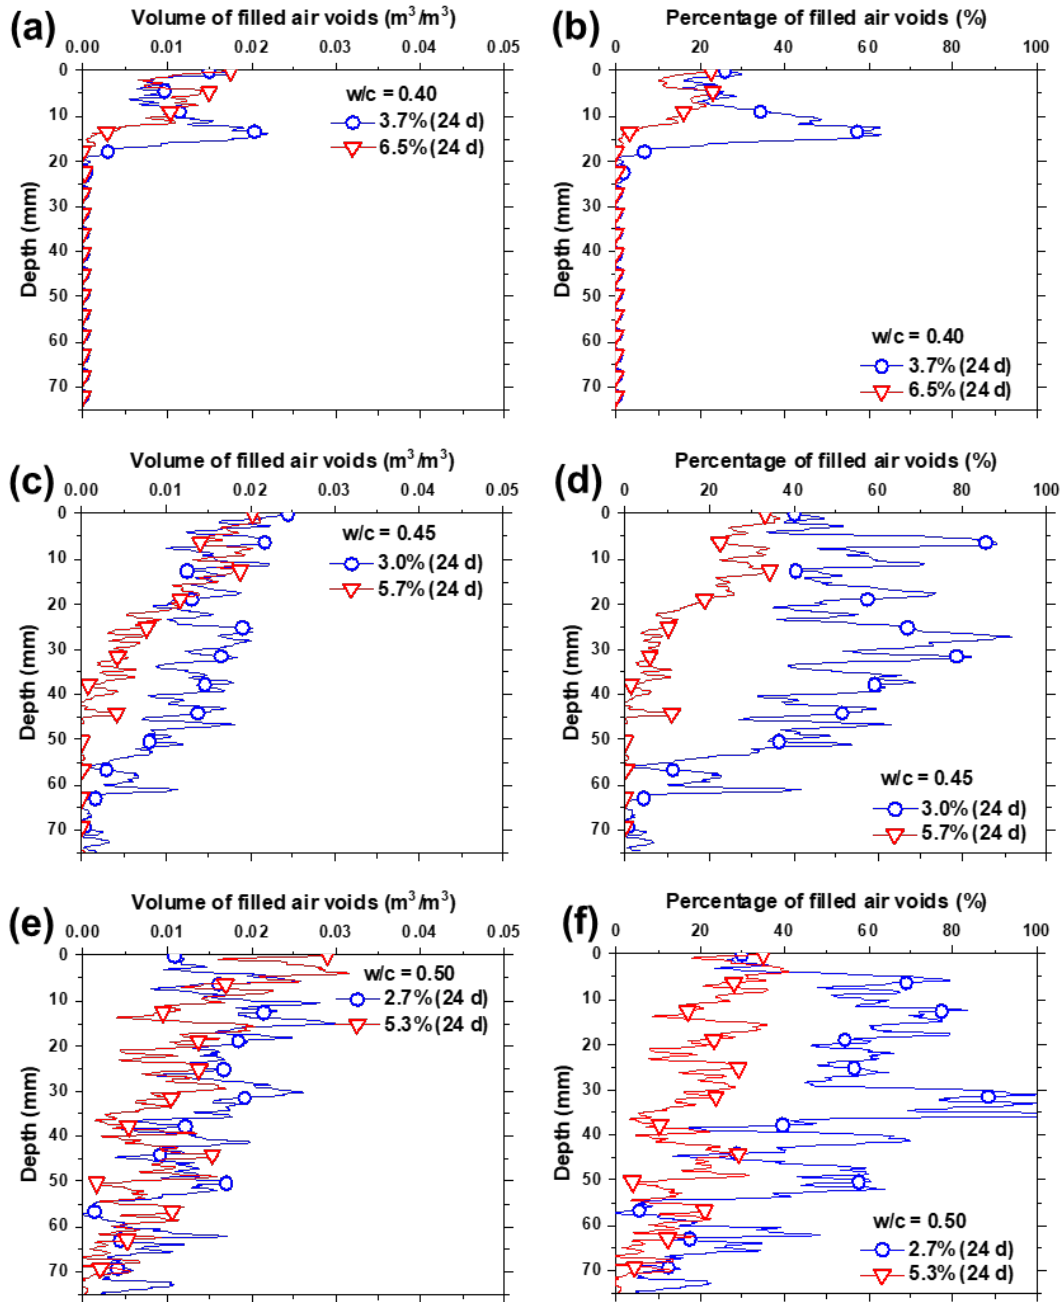 (a)
Volume of filled air voids (m³/m³)
0.00 0.01 0.02 0.03 0.04 0.05
0
10
20
30
40
50
60
70
Depth (mm)
w/c = 0.40
3.7% (24 d)
6.5% (24 d)
(b)
Percentage of filled air voids (%)
0 20 40 60 80 100
0
10
20
30
40
50
60
70
Depth (mm)
w/c = 0.40
3.7% (24 d)
6.5% (24 d)
(c)
Volume of filled air voids (m³/m³)
0.00 0.01 0.02 0.03 0.04 0.05
0
10
20
30
40
50
60
70
Depth (mm)
w/c = 0.45
3.0% (24 d)
5.7% (24 d)
(d)
Percentage of filled air voids (%)
0 20 40 60 80 100
0
10
20
30
40
50
60
70
Depth (mm)
w/c = 0.45
3.0% (24 d)
5.7% (24 d)
(e)
Volume of filled air voids (m³/m³)
0.00 0.01 0.02 0.03 0.04 0.05
0
10
20
30
40
50
60
70
Depth (mm)
w/c = 0.50
2.7% (24 d)
5.3% (24 d)
(f)
Percentage of filled air voids (%)
0 20 40 60 80 100
0
10
20
30
40
50
60
70
Depth (mm)
w/c = 0.50
2.7% (24 d)
5.3% (24 d)